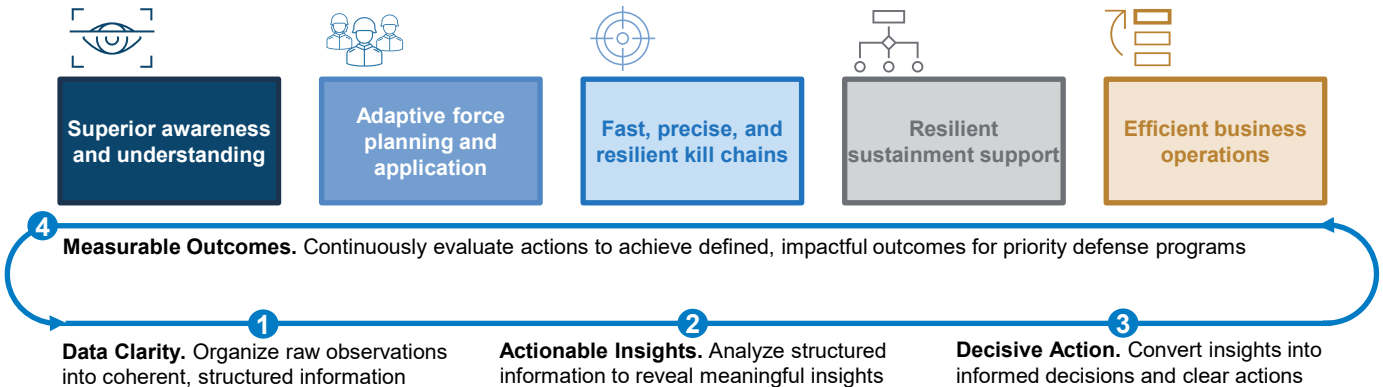 Superior awareness
and understanding
Adaptive force
planning and
application
Fast, precise, and
resilient kill chains
Resilient
sustainment support
Efficient business
operations
4
Measurable Outcomes. Continuously evaluate actions to achieve defined, impactful outcomes for priority defense programs
1
Data Clarity. Organize raw observations
into coherent, structured information
2
Actionable Insights. Analyze structured
information to reveal meaningful insights
3
Decisive Action. Convert insights into
informed decisions and clear actions